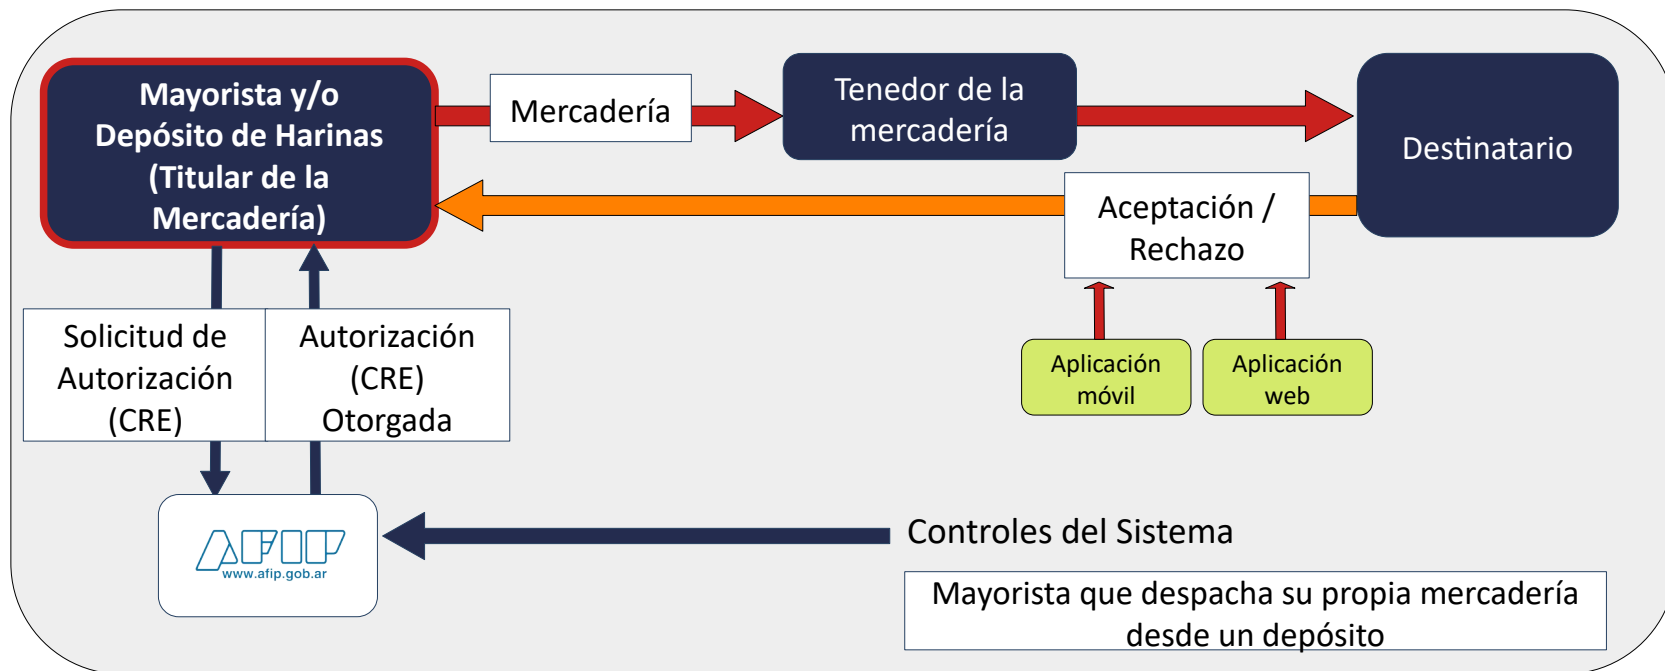 Mayorista y/o
Depósito de Harinas
(Titular de la
Mercadería)
Mercadería
Tenedor de la
mercadería
Destinatario
Aceptación /
Rechazo
Solicitud de
Autorización
(CRE)
Autorización
(CRE)
Otorgada
Aplicación
móvil
Aplicación
web
AFIP
www.afip.gob.ar
Controles del Sistema
Mayorista que despacha su propia mercadería
desde un depósito